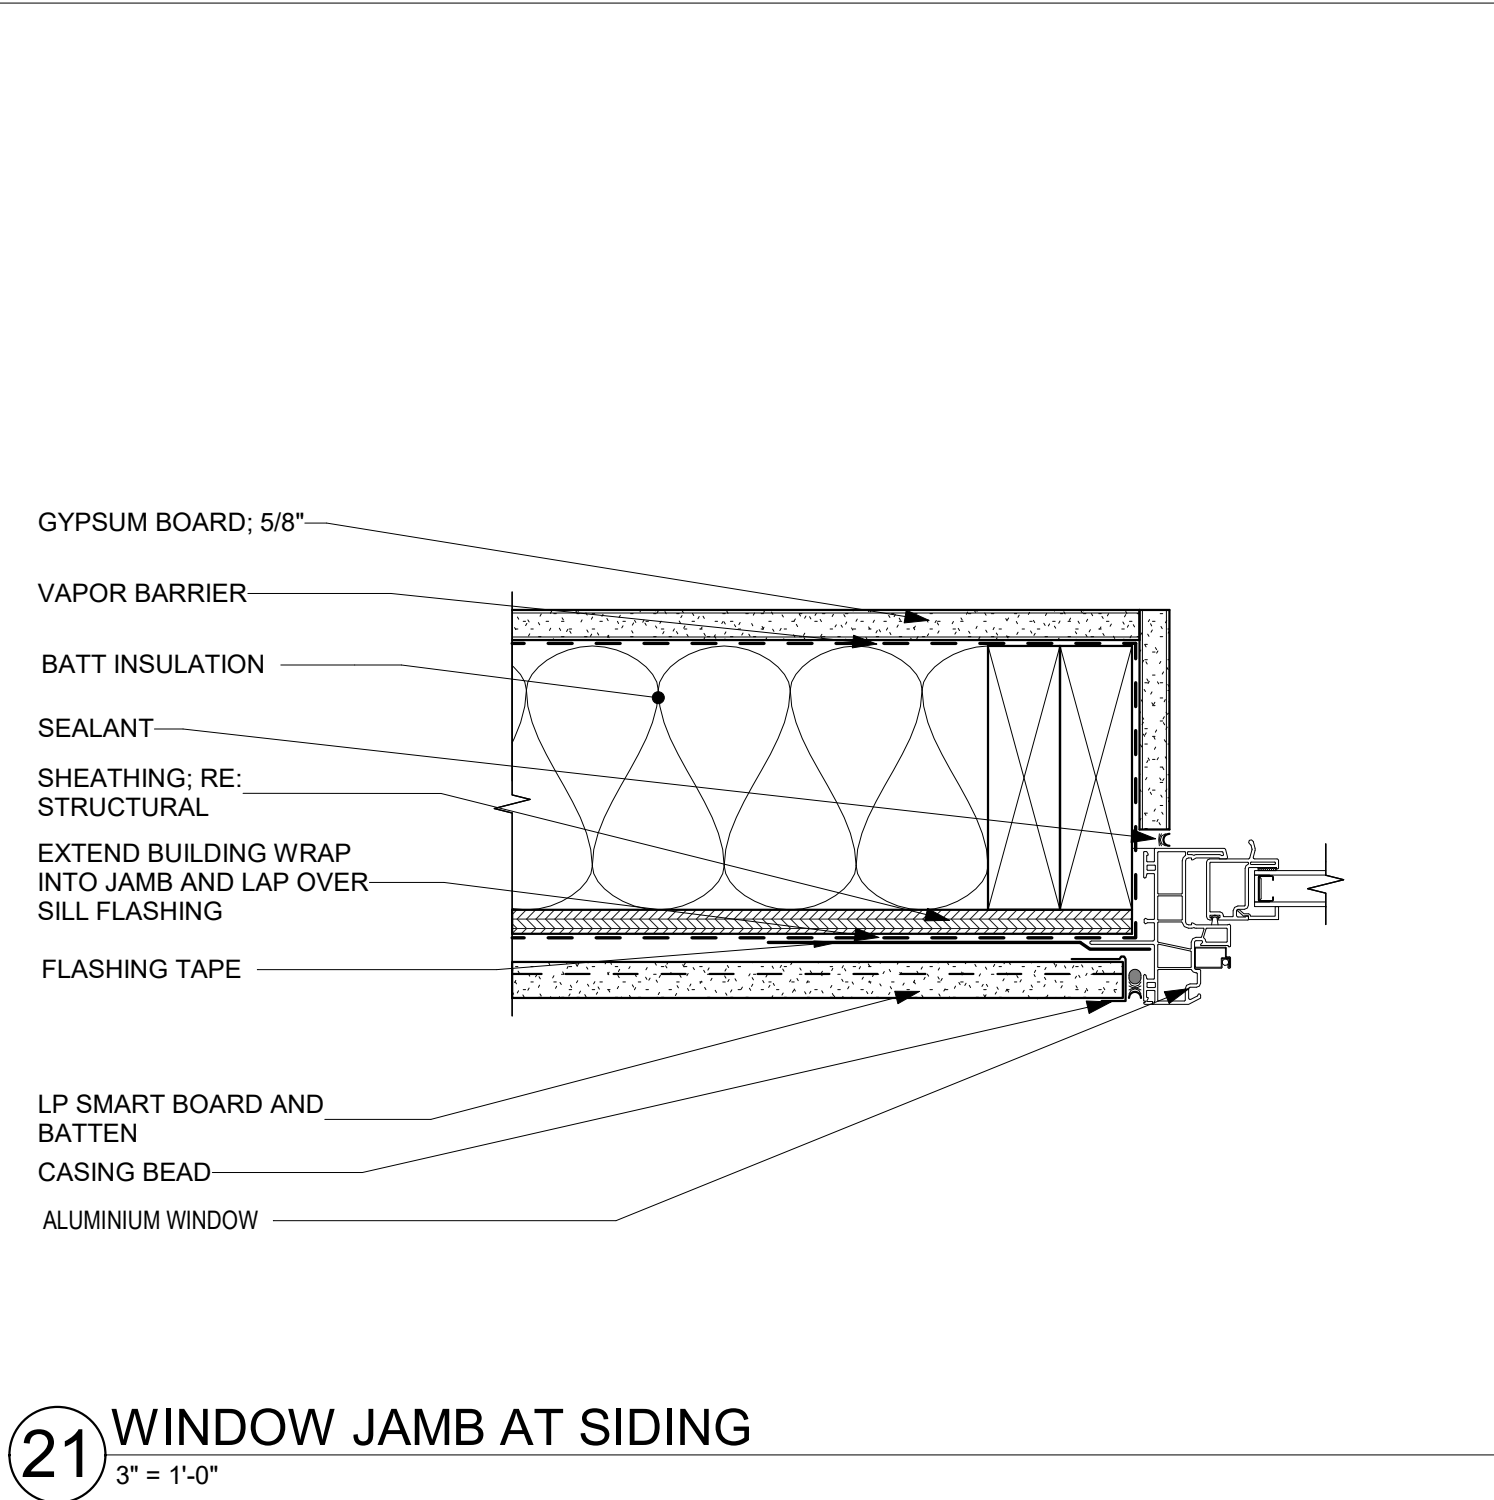 GYPSUM BOARD; 5/8"
VAPOR BARRIER
BATT INSULATION
SEALANT
SHEATHING; RE:
STRUCTURAL
EXTEND BUILDING WRAP
INTO JAMB AND LAP OVER
SILL FLASHING
FLASHING TAPE
LP SMART BOARD AND
BATTEN
CASING BEAD
ALUMINIUM WINDOW
21
WINDOW JAMB AT SIDING
3" = 1'-0"